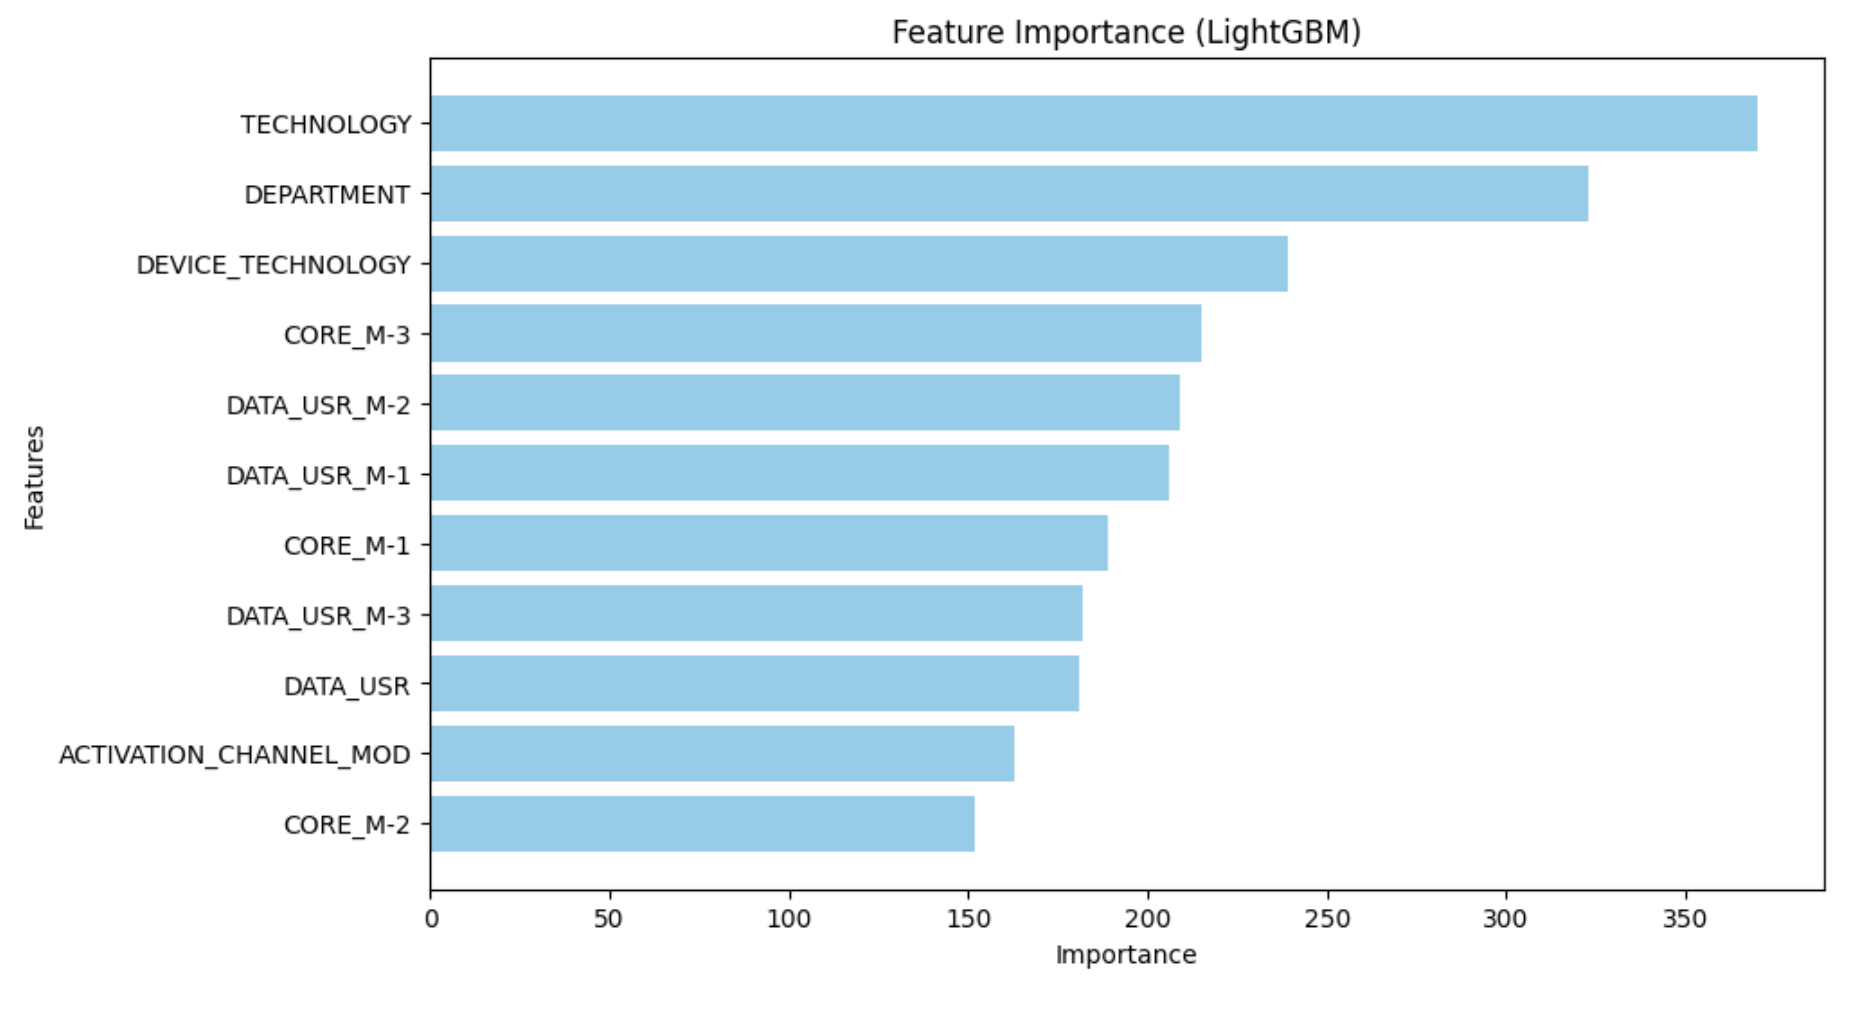 Feature Importance (LightGBM)
Features
TECHNOLOGY
DEPARTMENT
DEVICE_TECHNOLOGY
CORE_M-3
DATA_USR_M-2
DATA_USR_M-1
CORE_M-1
DATA_USR_M-3
DATA_USR
ACTIVATION_CHANNEL_MOD
CORE_M-2
0 50 100 150 200 250 300 350
Importance